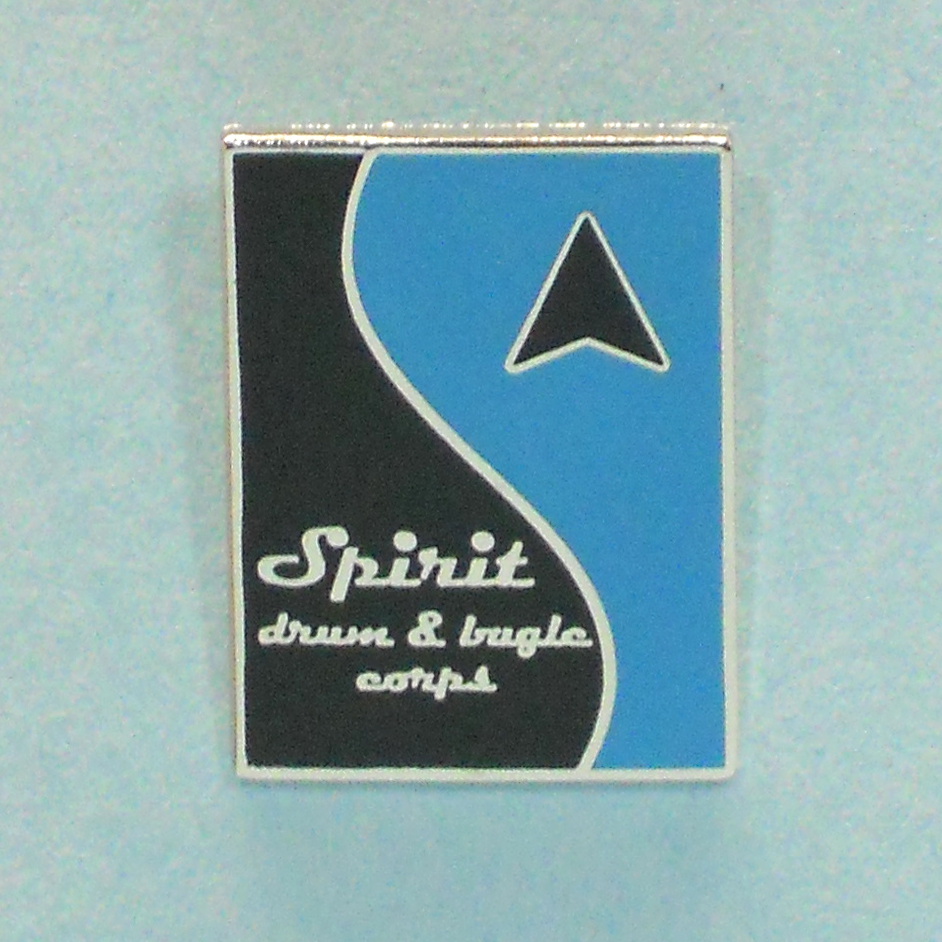 Spirit
drum & bugle
corps